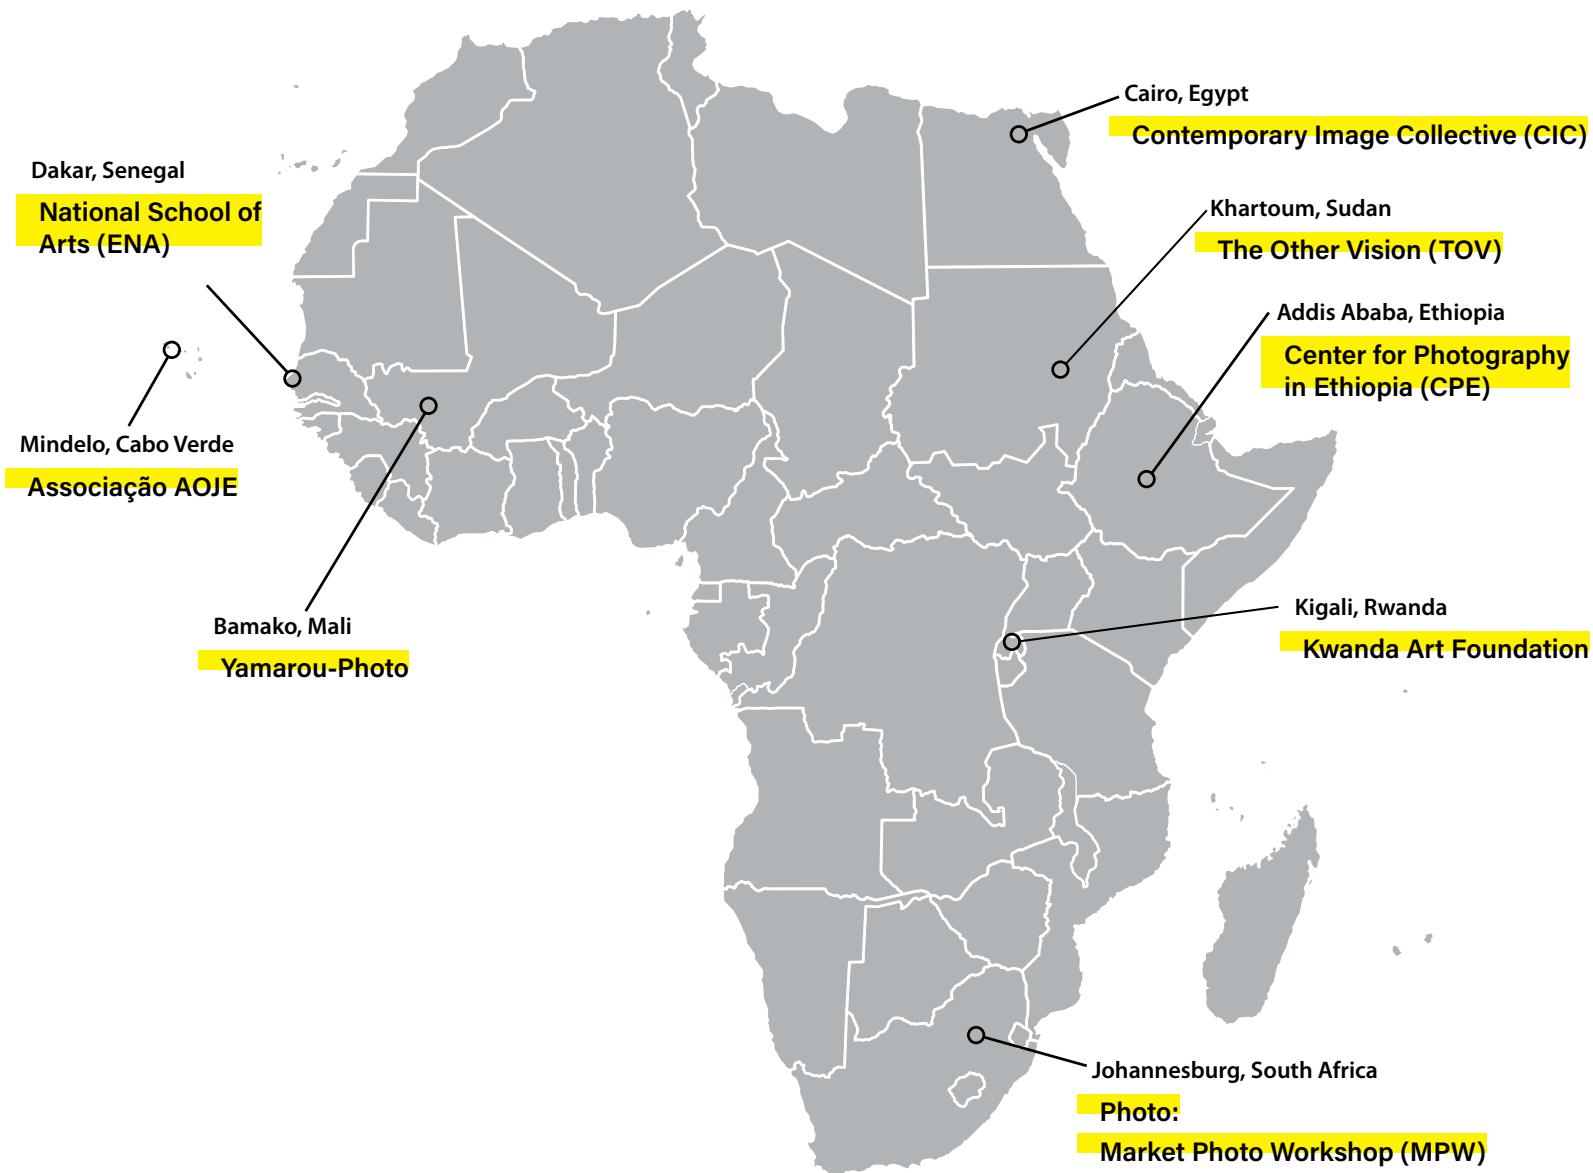 Cairo, Egypt
Contemporary Image Collective (CIC)
Dakar, Senegal
National School of
Arts (ENA)
Khartoum, Sudan
The Other Vision (TOV)
Addis Ababa, Ethiopia
Center for Photography
in Ethiopia (CPE)
Mindelo, Cabo Verde
Associação AOJE
Kigali, Rwanda
Kwanda Art Foundation
Bamako, Mali
Yamarou-Photo
Johannesburg, South Africa
Photo:
Market Photo Workshop (MPW)